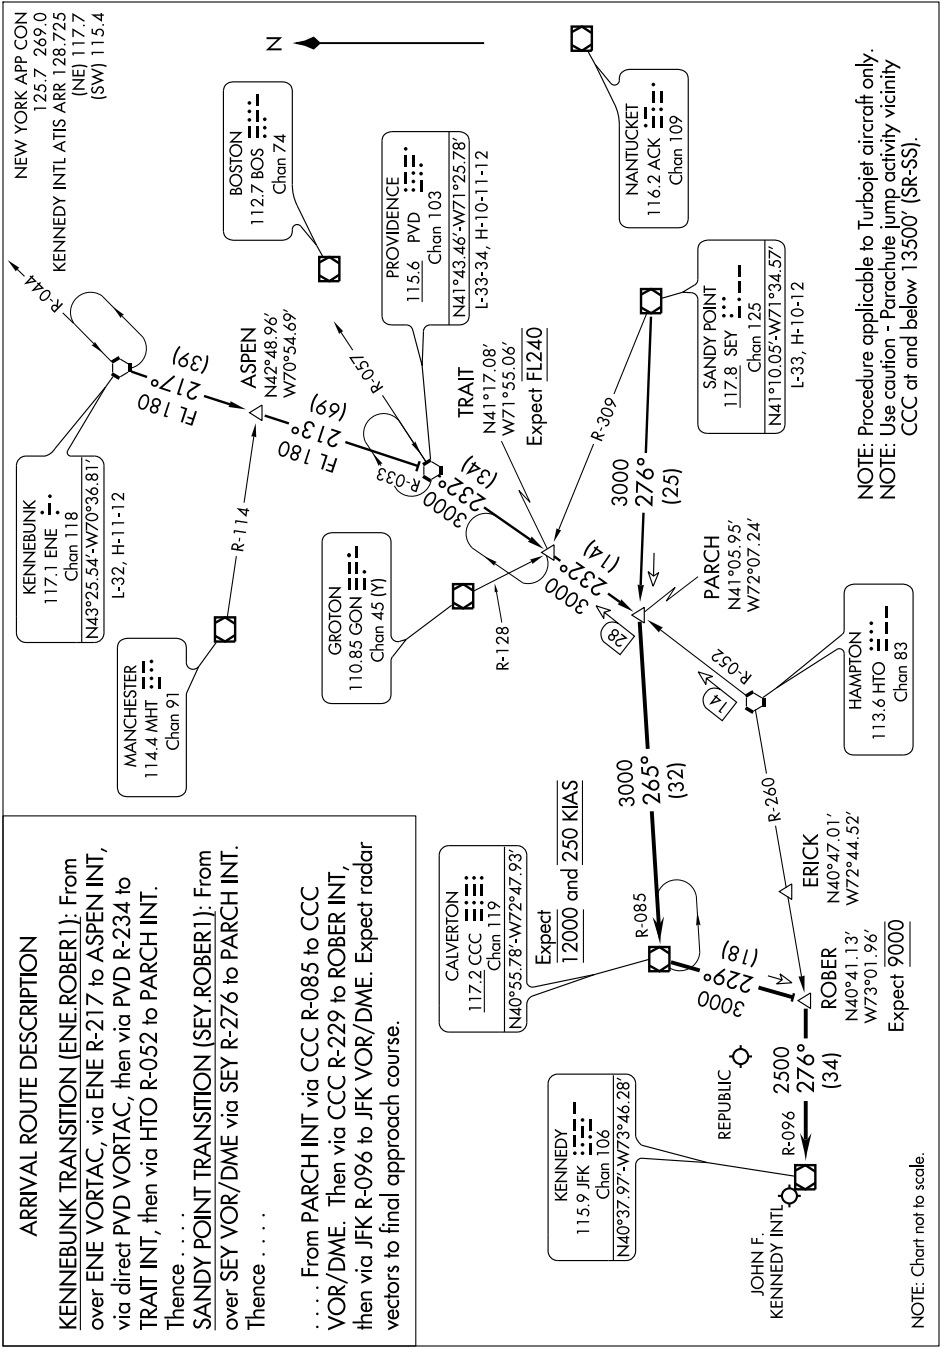 NEW YORK APP CON
125.7 269.0
KENNEDY INTL ATIS ARR 128.725
(NE) 117.7
(SW) 115.4
N
ARRIVAL ROUTE DESCRIPTION
KENNEBUNK TRANSITION (ENE.ROBER1): From
over ENE VORTAC, via ENE R-217 to ASPEN INT,
via direct PVD VORTAC, then via PVD R-234 to
TRAIT INT, then via HTO R-052 to PARCH INT.
Thence . . . .
SANDY POINT TRANSITION (SEY.ROBER1): From
over SEY VOR/DME via SEY R-276 to PARCH INT.
Thence . . . .
. . . . From PARCH INT via CCC R-085 to CCC
VOR/DME. Then via CCC R-229 to ROBER INT,
then via JFK R-096 to JFK VOR/DME. Expect radar
vectors to final approach course.
KENNEBUNK
117.1 ENE
Chan 118
N43°25.54'-W70°36.81'
L-32, H-11-12
R-044
FL 180
217°
(39)
MANCHESTER
114.4 MHT
Chan 91
R-114
ASPEN
N42°48.96'
W70°54.69'
FL 180
213°
(69)
BOSTON
112.7 BOS
Chan 74
R-057
R-033
PROVIDENCE
115.6 PVD
Chan 103
N41°43.46'-W71°25.78'
L-33-34, H-10-11-12
3000
232°
(34)
GROTON
110.85 GON
Chan 45 (Y)
R-128
TRAIT
N41°17.08'
W71°55.06'
Expect FL240
R-309
NANTUCKET
116.2 ACK
Chan 109
SANDY POINT
117.8 SEY
Chan 125
N41°10.05'-W71°34.57'
L-33, H-10-12
3000
276°
(25)
3000
232°
(14)
28
PARCH
N41°05.95'
W72°07.24'
14
R-052
HAMPTON
113.6 HTO
Chan 83
R-260
3000
265°
(32)
R-085
CALVERTON
117.2 CCC
Chan 119
N40°55.78'-W72°47.93'
Expect
12000 and 250 KIAS
3000
229°
(18)
ERICK
N40°47.01'
W72°44.52'
ROBER
N40°41.13'
W73°01.96'
Expect 9000
REPUBLIC
2500
276°
(34)
R-096
KENNEDY
115.9 JFK
Chan 106
N40°37.97'-W73°46.28'
JOHN F.
KENNEDY INTL
NOTE: Procedure applicable to Turbojet aircraft only.
NOTE: Use caution - Parachute jump activity vicinity
CCC at and below 13500' (SR-SS).
NOTE: Chart not to scale.